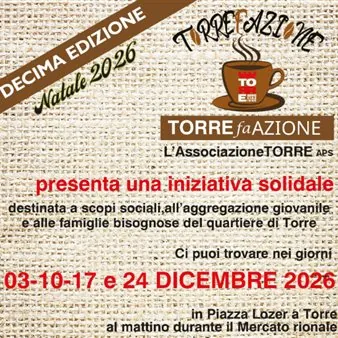 DECIMA EDIZIONE
Natale 2026
TORREFAZIONE
TO
RRE
TORREfaAZIONE
L'AssociazioneTORRE APS
presenta una iniziativa solidale
destinata a scopi sociali,all'aggregazione giovanile
e alle famiglie bisognose del quartiere di Torre
Ci puoi trovare nei giorni
03-10-17 e 24 DICEMBRE 2026
in Piazza Lozer a Torre
al mattino durante il Mercato rionale